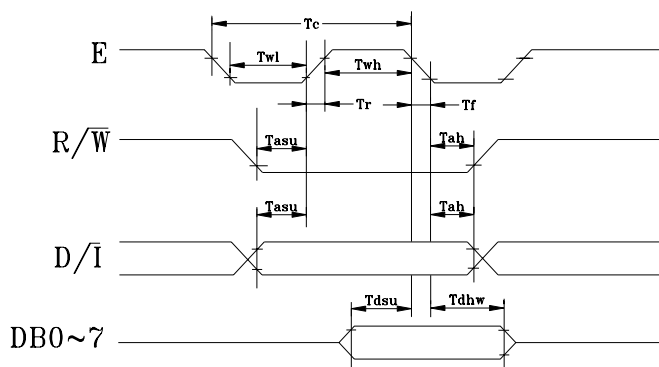 Tc
E
Twl
Twh
Tr
Tf
R/W̅
Tasu
Tah
Tasu
Tah
D/I̅
Tdsu
Tdhw
DB0~7